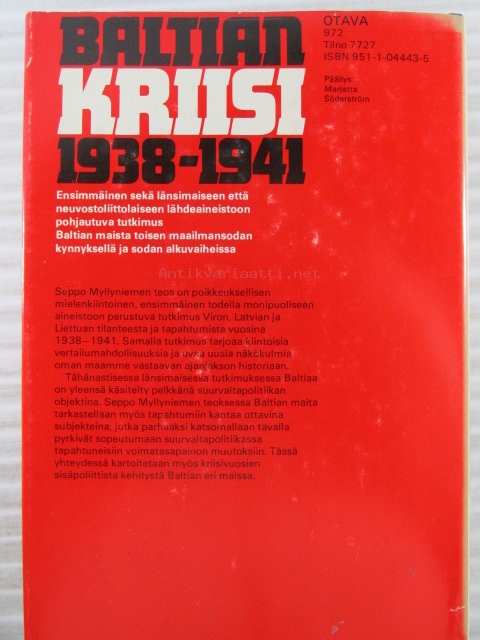 BALTIAN
KRIISI
1938-1941
OTAVA
972
Tilno 7727
ISBN 951-1-04443-5
Päällys:
Marjatta
Söderström
Ensimmäinen sekä länsimaiseen että
neuvostoliittolaiseen lähdeaineistoon
pohjautuva tutkimus
Baltian maista toisen maailmansodan
kynnyksellä ja sodan alkuvaiheissa
Antikvariaatti.net
Seppo Myllyniemen teos on poikkeuksellisen
mielenkiintoinen, ensimmäinen todella monipuoliseen
aineistoon perustuva tutkimus Viron, Latvian ja
Liettuan tilanteesta ja tapahtumista vuosina
1938—1941. Samalla tutkimus tarjoaa kiintoisia
vertailumahdollisuuksia ja avaa uusia näkökulmia
oman maamme vastaavan ajanjakson historiaan.
Tähänastisessa länsimaisessa tutkimuksessa Baltiaa
on yleensä käsitelty pelkkänä suurvaltapolitiikan
objektina. Seppo Myllyniemen teoksessa Baltian maita
tarkastellaan myös tapahtumiin kantaa ottavina
subjekteina, jotka parhaaksi katsomallaan tavalla
pyrkivät sopeutumaan suurvaltapolitiikassa
tapahtuneisiin voimatasapainon muutoksiin. Tässä
yhteydessä kartoitetaan myös kriisivuosien
sisäpoliittista kehitystä Baltian eri maissa.